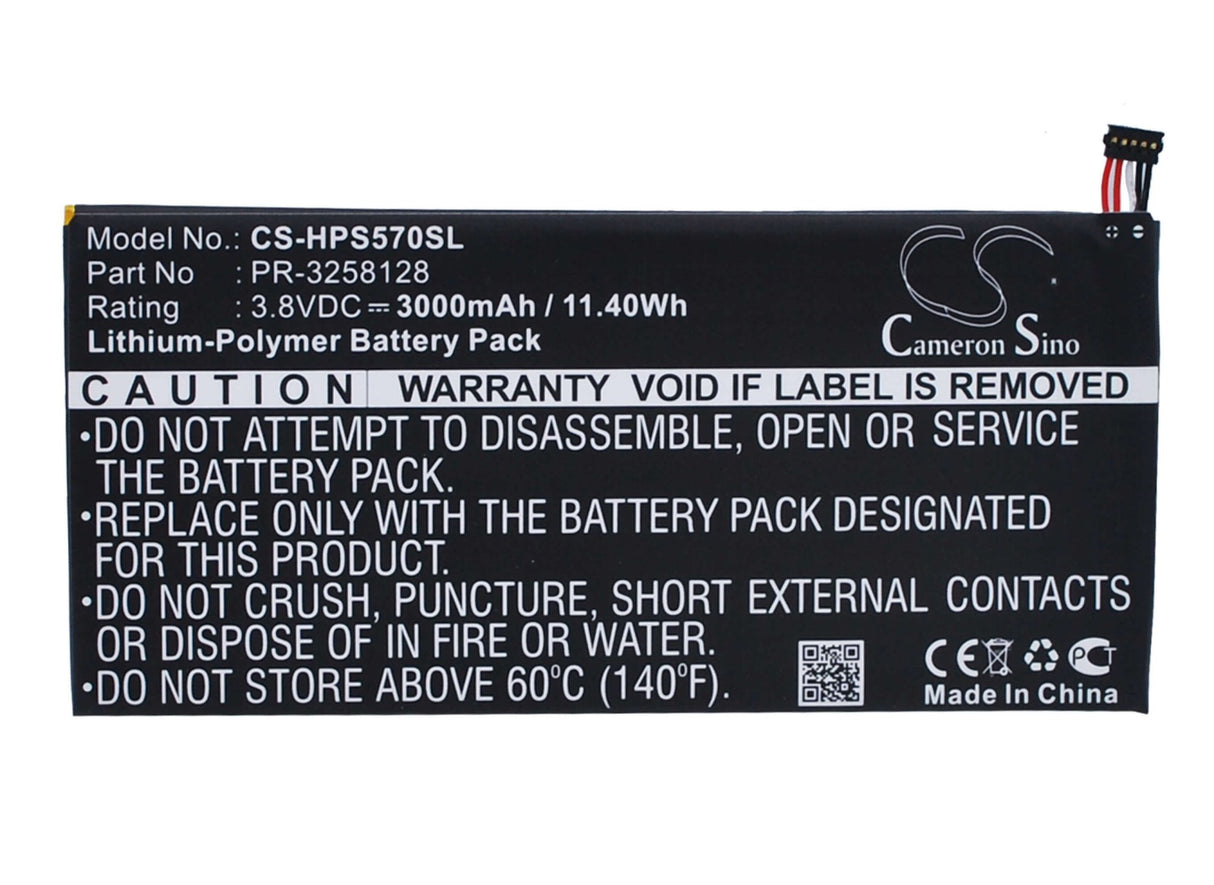 Model No.: CS-HPS570SL
Part No : PR-3258128
Rating : 3.8VDC ⎓ 3000mAh / 11.40Wh
Lithium-Polymer Battery Pack
CS
Cameron Sino
CAUTION WARRANTY VOID IF LABEL IS REMOVED
•DO NOT ATTEMPT TO DISASSEMBLE, OPEN OR SERVICE
THE BATTERY PACK.
•REPLACE ONLY WITH THE BATTERY PACK DESIGNATED
FOR THIS PRODUCT.
•DO NOT CRUSH, PUNCTURE, SHORT EXTERNAL CONTACTS
OR DISPOSE OF IN FIRE OR WATER.
•DO NOT STORE ABOVE 60°C (140°F).
CE PCT
Made In China